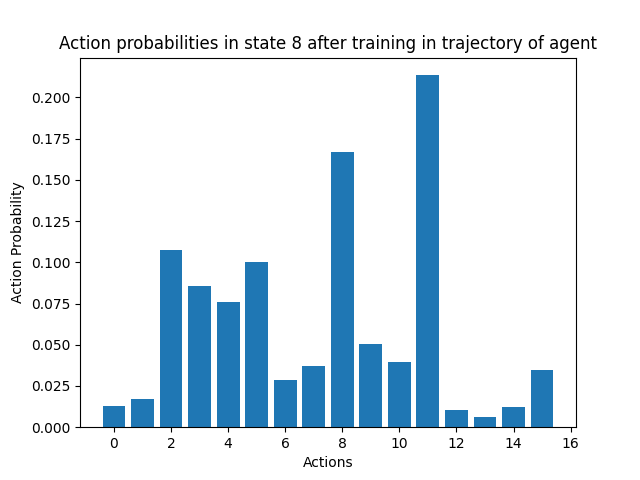 Action probabilities in state 8 after training in trajectory of agent
0.200
0.175
0.150
0.125
0.100
0.075
0.050
0.025
0.000
Action Probability
0 2 4 6 8 10 12 14 16
Actions